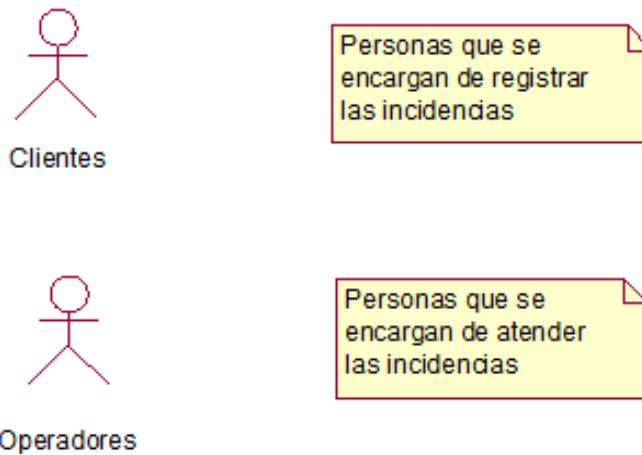 Personas que se
encargan de registrar
las incidencias
Clientes
Personas que se
encargan de atender
las incidencias
Operadores